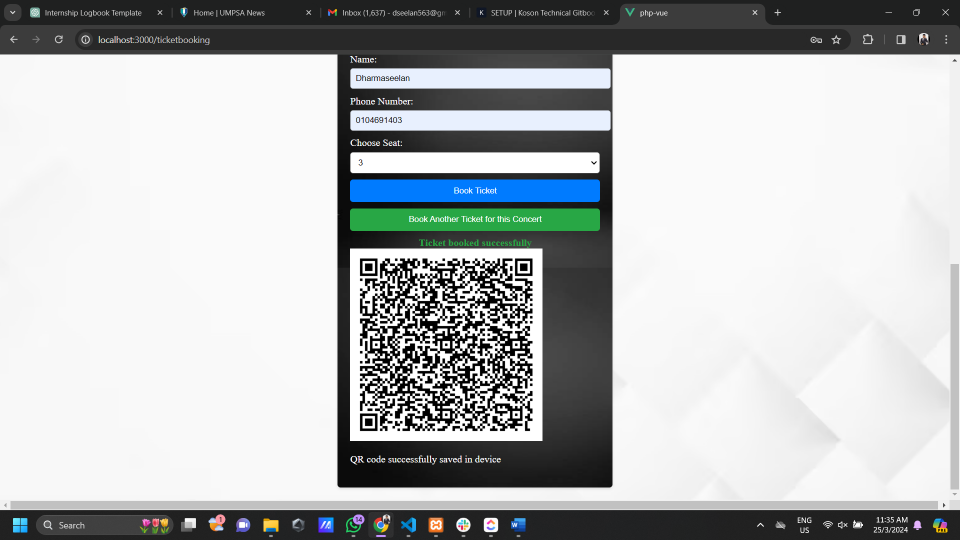 Internship Logbook Template
Home | UMPSA News
Inbox (1,637) - dseelan563@gm
SETUP | Koson Technical Gitboo
php-vue
localhost:3000/ticketbooking
Name:
Dharmaseelan
Phone Number:
0104691403
Choose Seat:
3
Book Ticket
Book Another Ticket for this Concert
Ticket booked successfully
QR code successfully saved in device
Search
ENG
US
11:35 AM
25/3/2024